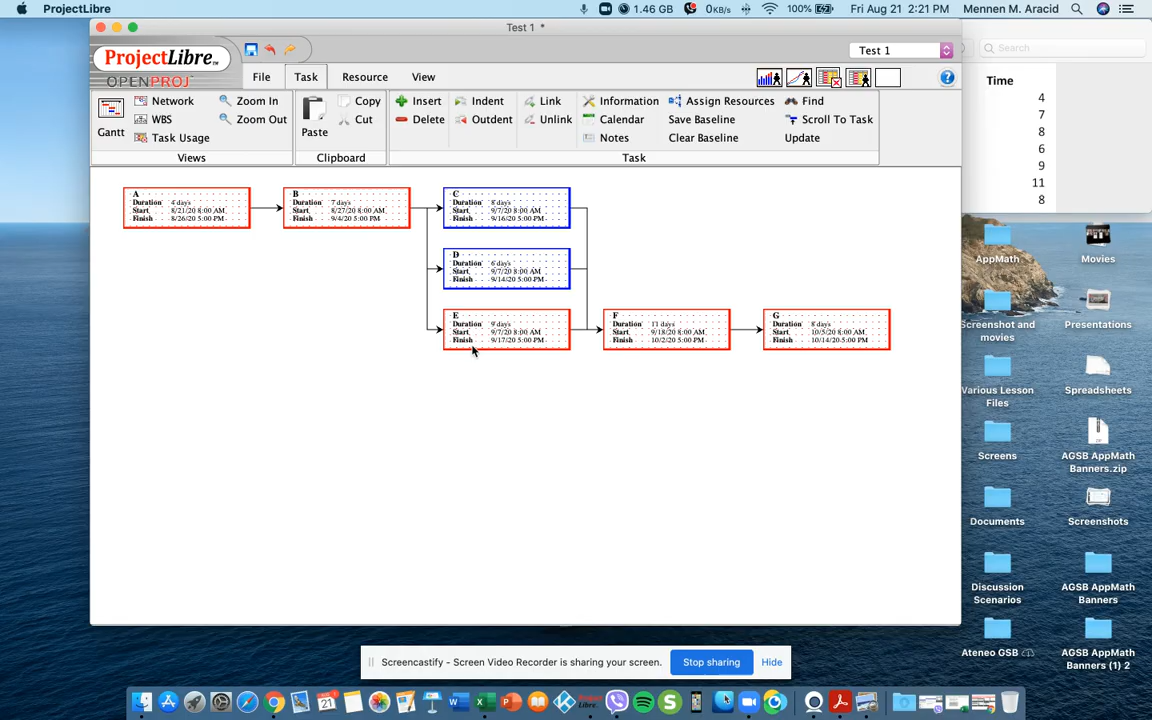 ProjectLibre
1.46 GB
0KB/s
100%
Fri Aug 21 2:21 PM
Mennen M. Aracid
Test 1 *
ProjectLibre™
OPENPROJ
Test 1
Search
File
Task
Resource
View
Gantt
Network
WBS
Task Usage
Zoom In
Zoom Out
Views
Paste
Copy
Cut
Clipboard
Insert
Delete
Indent
Outdent
Link
Unlink
Information
Calendar
Notes
Assign Resources
Save Baseline
Clear Baseline
Find
Scroll To Task
Update
Task
Time
4
7
8
6
9
11
8
A
Duration 4 days
Start 8/21/20 8:00 AM
Finish 8/26/20 5:00 PM
B
Duration 7 days
Start 8/27/20 8:00 AM
Finish 9/4/20 5:00 PM
C
Duration 8 days
Start 9/7/20 8:00 AM
Finish 9/16/20 5:00 PM
D
Duration 6 days
Start 9/7/20 8:00 AM
Finish 9/14/20 5:00 PM
E
Duration 9 days
Start 9/7/20 8:00 AM
Finish 9/17/20 5:00 PM
F
Duration 11 days
Start 9/18/20 8:00 AM
Finish 10/2/20 5:00 PM
G
Duration 8 days
Start 10/5/20 8:00 AM
Finish 10/14/20 5:00 PM
AppMath
Movies
Screenshot and
movies
Presentations
Various Lesson
Files
Spreadsheets
Screens
AGSB AppMath
Banners.zip
Documents
Screenshots
Discussion
Scenarios
AGSB AppMath
Banners
Ateneo GSB
AGSB AppMath
Banners (1) 2
Screencastify - Screen Video Recorder is sharing your screen.
Stop sharing
Hide